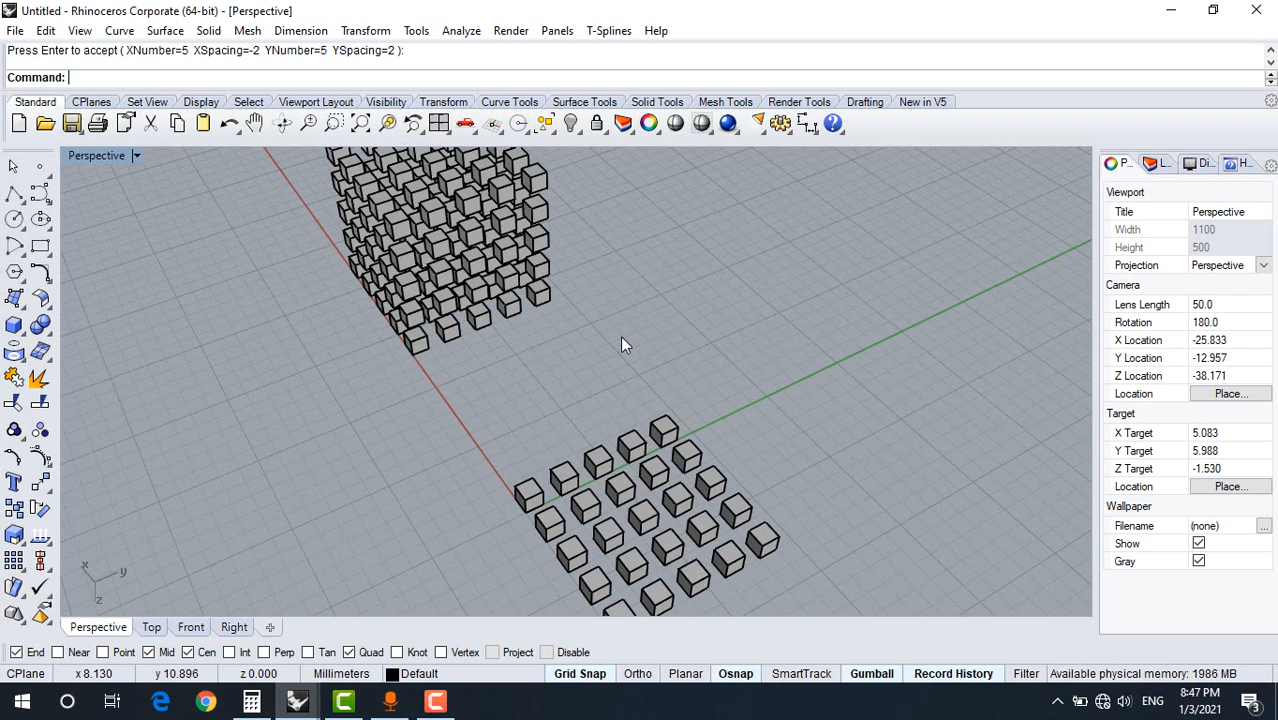 Untitled - Rhinoceros Corporate (64-bit) - [Perspective]
File Edit View Curve Surface Solid Mesh Dimension Transform Tools Analyze Render Panels T-Splines Help
Press Enter to accept ( XNumber=5 XSpacing=-2 YNumber=5 YSpacing=2 ):
Command:
Standard CPlanes Set View Display Select Viewport Layout Visibility Transform Curve Tools Surface Tools Solid Tools Mesh Tools Render Tools Drafting New in V5
Perspective
P... L... Di... H...
Viewport
Title Perspective
Width 1100
Height 500
Projection Perspective
Camera
Lens Length 50.0
Rotation 180.0
X Location -25.833
Y Location -12.957
Z Location -38.171
Location Place...
Target
X Target 5.083
Y Target 5.988
Z Target -1.530
Location Place...
Wallpaper
Filename (none) ...
Show
Gray
x y z
Perspective Top Front Right
End Near Point Mid Cen Int Perp Tan Quad Knot Vertex Project Disable
CPlane x 8.130 y 10.896 z 0.000 Millimeters Default Grid Snap Ortho Planar Osnap SmartTrack Gumball Record History Filter Available physical memory: 1986 MB
ENG 8:47 PM
1/3/2021 3